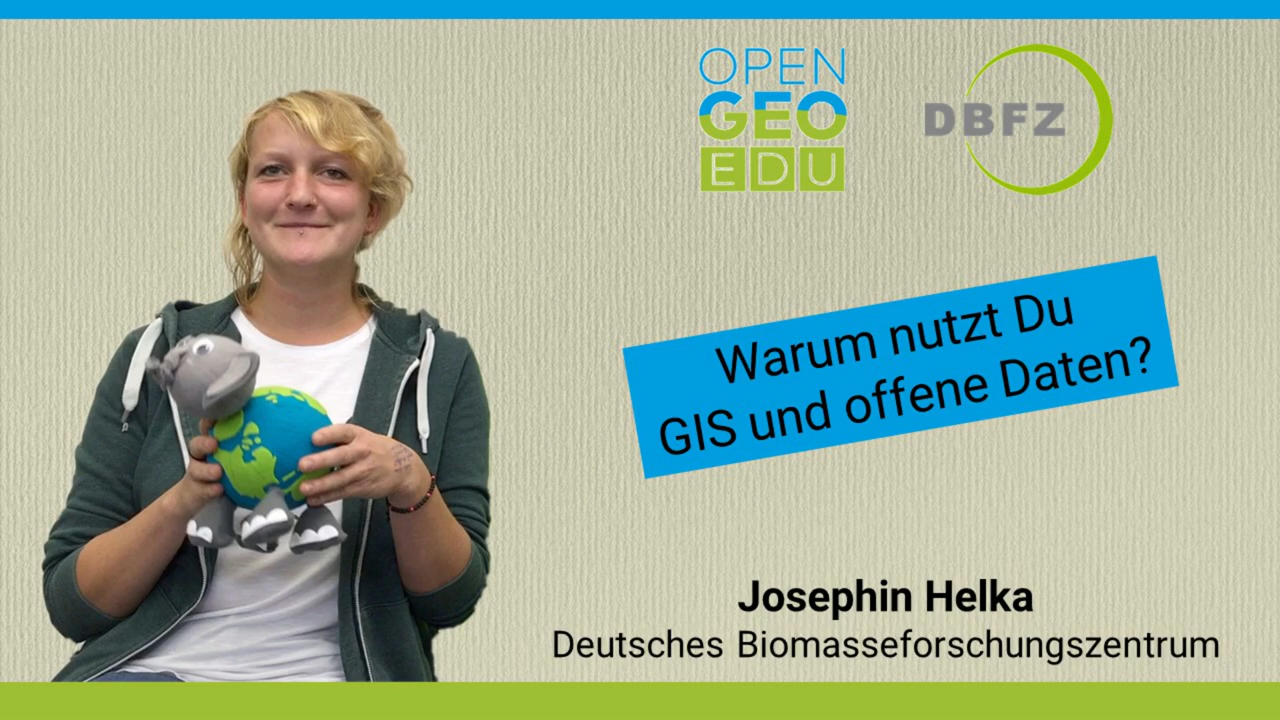 OPEN
GEO
EDU
DBFZ
Warum nutzt Du
GIS und offene Daten?
Josephin Helka
Deutsches Biomasseforschungszentrum